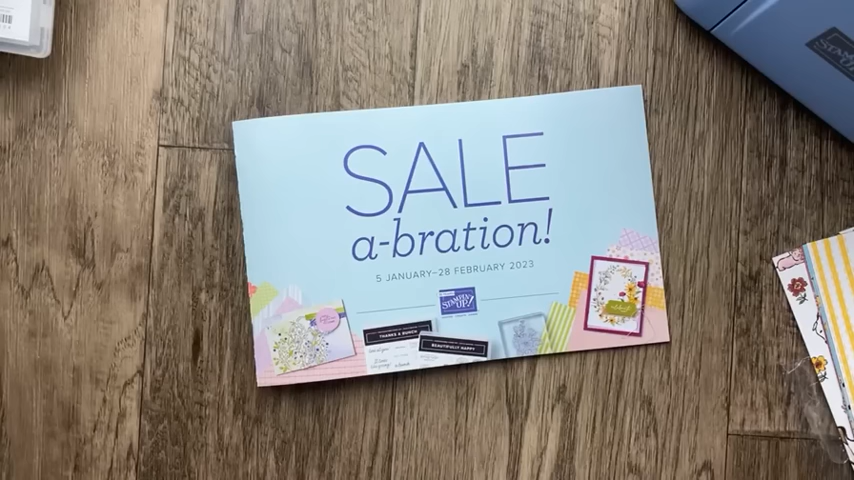 SALE
a-bration!
5 JANUARY–28 FEBRUARY 2023
STAMPIN' UP!
THANKS A BUNCH
BEAUTIFULLY HAPPY